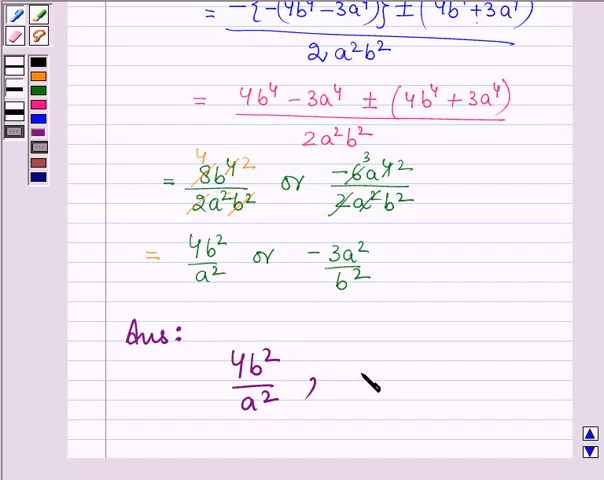 = -{-(4b⁴ - 3a⁴)} ± (4b⁴ + 3a⁴) / 2a²b²
= 4b⁴ - 3a⁴ ± (4b⁴ + 3a⁴) / 2a²b²
= 8b⁴ / 2a²b² or -6a⁴ / 2a²b²
= 4b² / a² or -3a² / b²
Ans:
4b² / a² ,